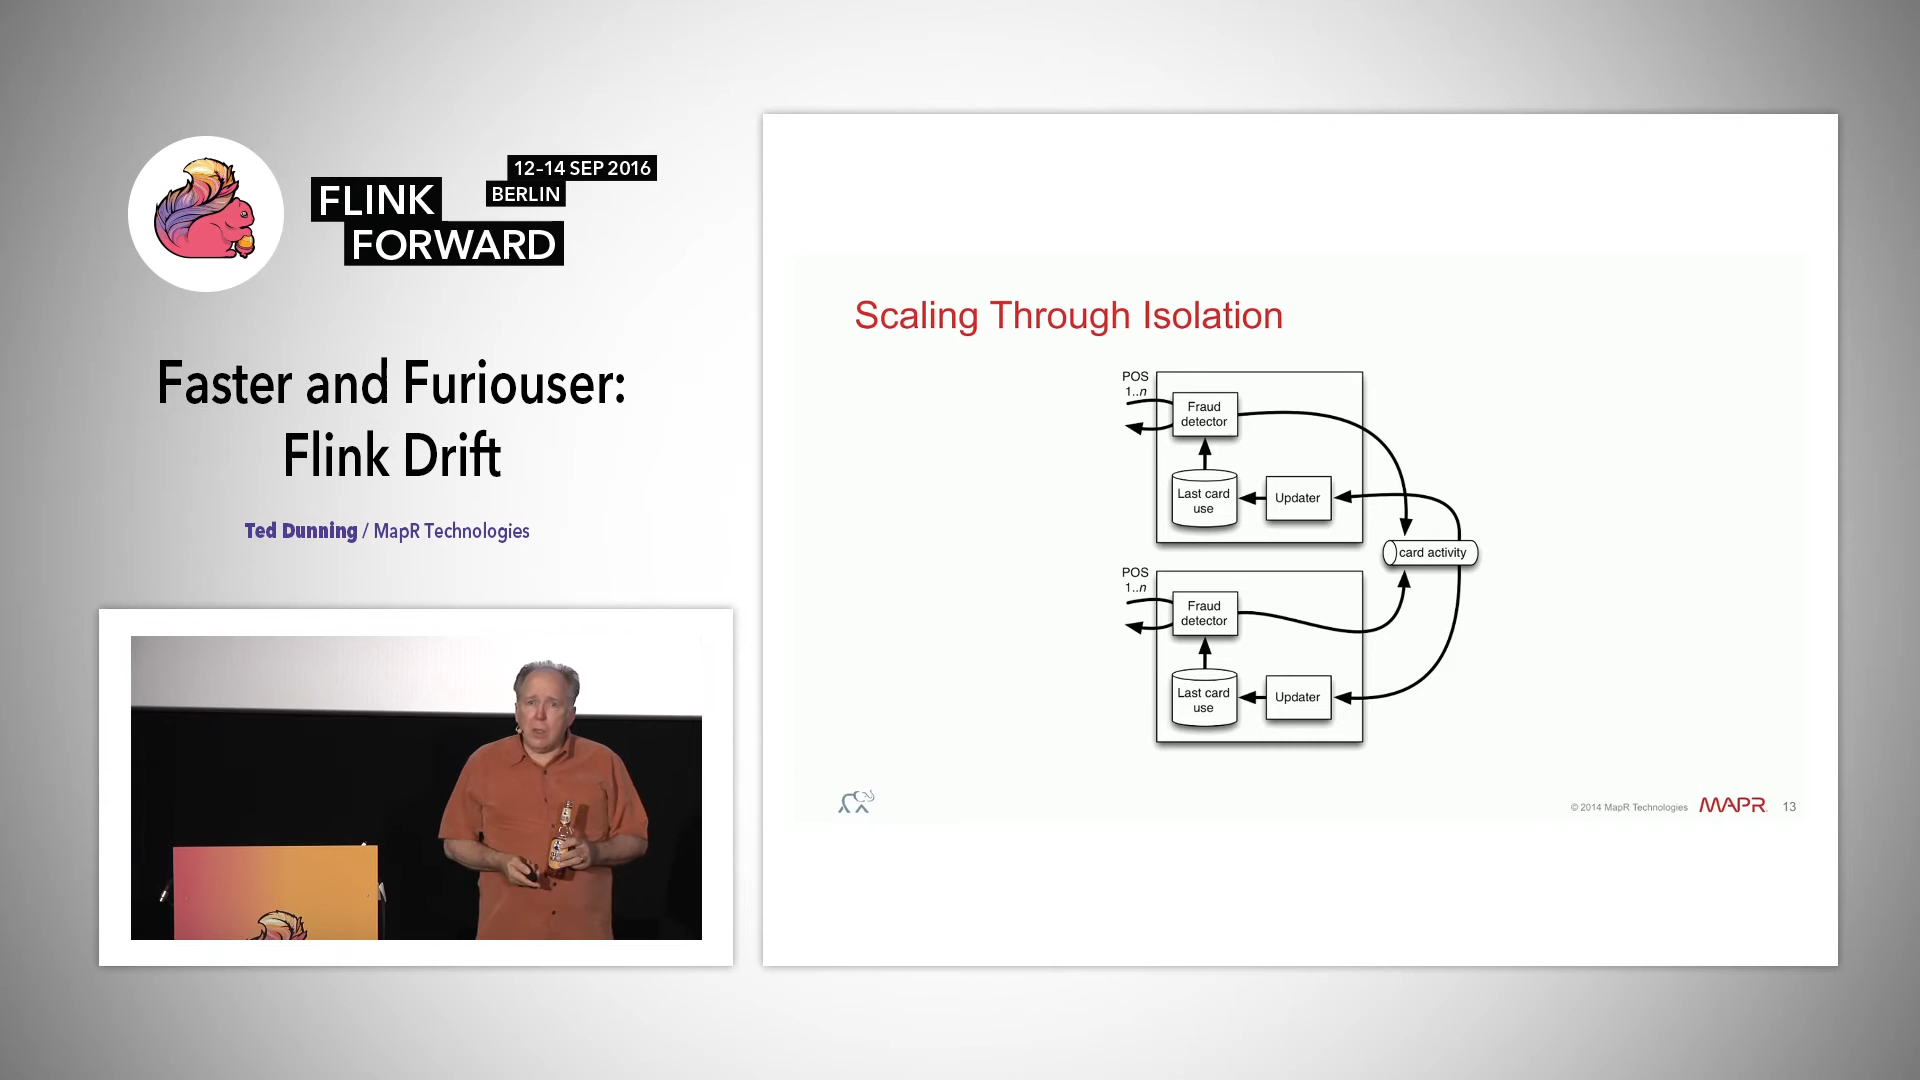 12-14 SEP 2016
BERLIN
FLINK
FORWARD
Faster and Furiouser:
Flink Drift
Ted Dunning / MapR Technologies
Scaling Through Isolation
POS
1..n
Fraud
detector
Last card
use
Updater
card activity
POS
1..n
Fraud
detector
Last card
use
Updater
© 2014 MapR Technologies
MAPR
13